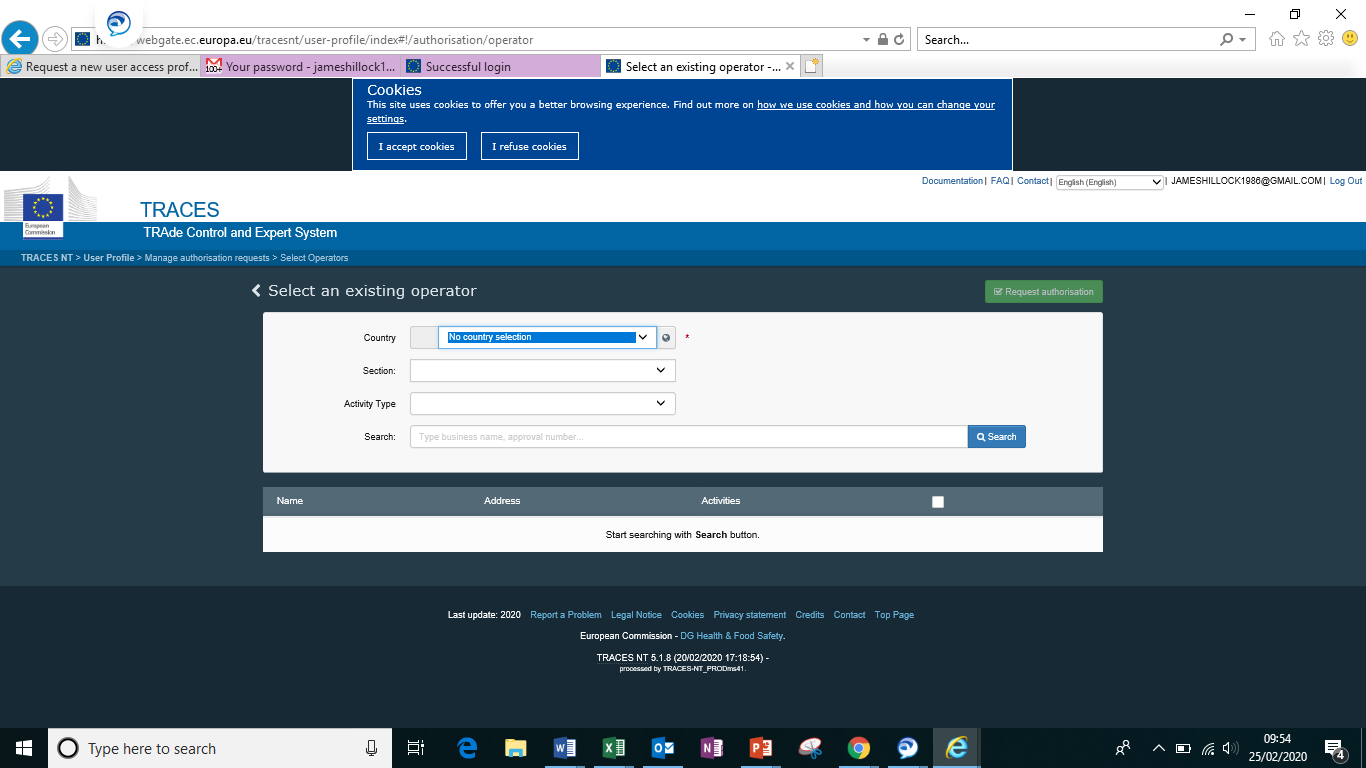 webgate.ec.europa.eu/tracesnt/user-profile/index#!/authorisation/operator
Search...
Request a new user access prof...
100+
Your password - jameshillock1...
Successful login
Select an existing operator -...
Cookies
This site uses cookies to offer you a better browsing experience. Find out more on how we use cookies and how you can change your
settings.
I accept cookies
I refuse cookies
Documentation | FAQ | Contact | English (English) | JAMESHILLOCK1986@GMAIL.COM | Log Out
European
Commission
TRACES
TRAde Control and Expert System
TRACES NT > User Profile > Manage authorisation requests > Select Operators
Select an existing operator
Request authorisation
Country
No country selection
*
Section:
Activity Type
Search:
Type business name, approval number...
Search
Name
Address
Activities
Start searching with Search button.
Last update: 2020 Report a Problem Legal Notice Cookies Privacy statement Credits Contact Top Page
European Commission - DG Health & Food Safety.
TRACES NT 5.1.8 (20/02/2020 17:18:54) -
processed by TRACES-NT_PRODms41.
Type here to search
09:54
25/02/2020
4